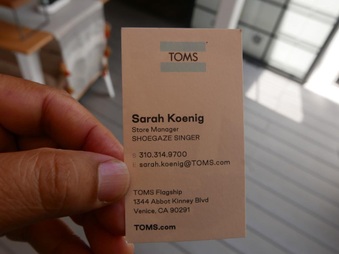 TOMS
Sarah Koenig
Store Manager
SHOEGAZE SINGER
310.314.9700
sarah.koenig@TOMS.com
TOMS Flagship
1344 Abbot Kinney Blvd
Venice, CA 90291
TOMS.com